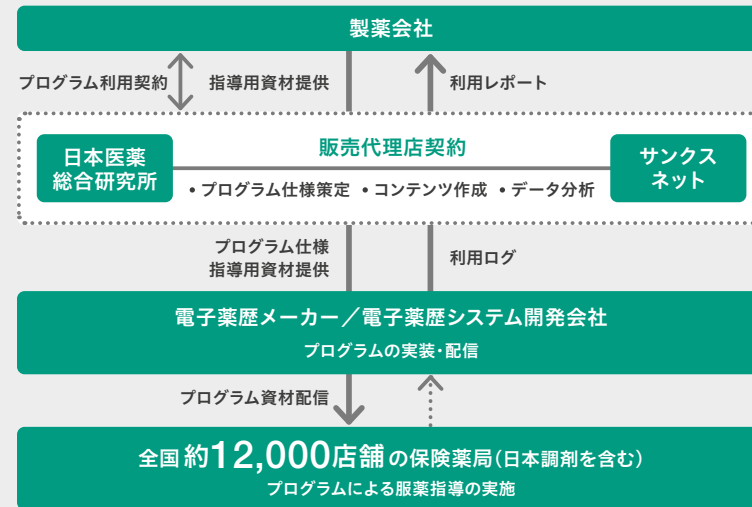 製薬会社
プログラム利用契約
指導用資材提供
利用レポート
日本医薬
総合研究所
販売代理店契約
•プログラム仕様策定 •コンテンツ作成 •データ分析
サンクス
ネット
プログラム仕様
指導用資材提供
利用ログ
電子薬歴メーカー／電子薬歴システム開発会社
プログラムの実装・配信
プログラム資材配信
全国約12,000店舗の保険薬局(日本調剤を含む)
プログラムによる服薬指導の実施